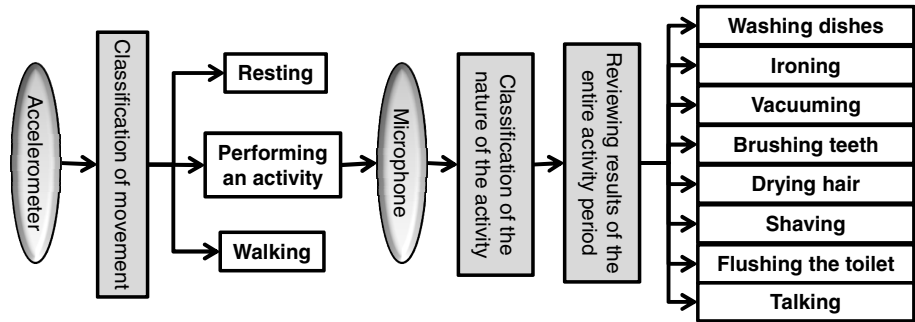 Accelerometer
Classification of movement
Resting
Performing
an activity
Walking
Microphone
Classification of the
nature of the activity
Reviewing results of the
entire activity period
Washing dishes
Ironing
Vacuuming
Brushing teeth
Drying hair
Shaving
Flushing the toilet
Talking